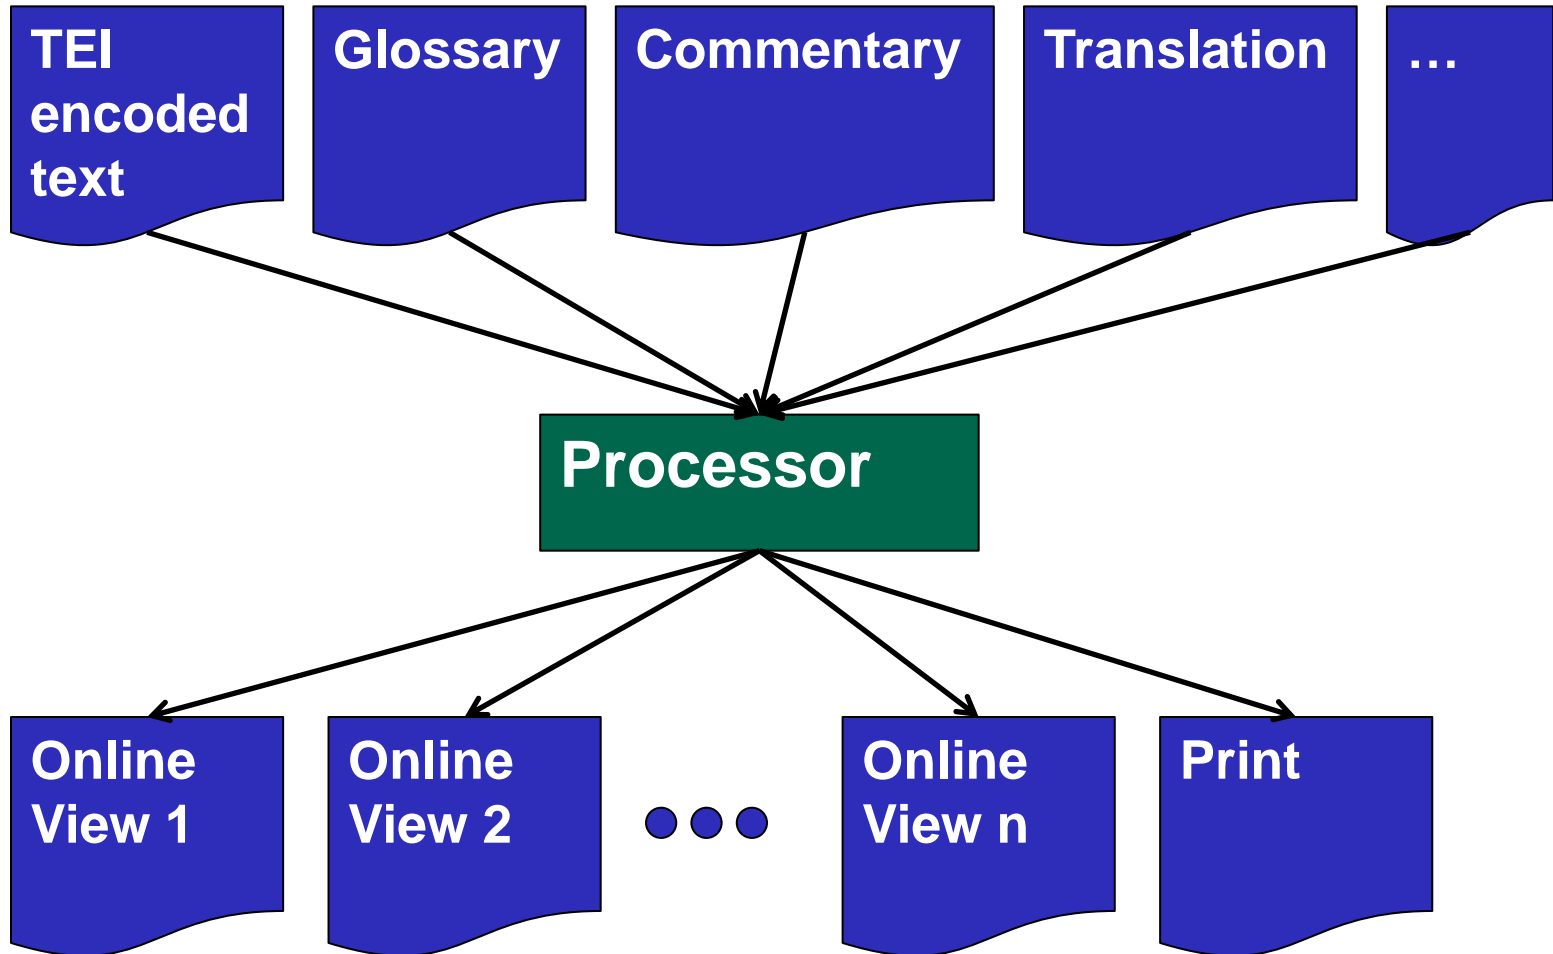 TEI
encoded
text
Glossary
Commentary
Translation
...
Processor
Online
View 1
Online
View 2
Online
View n
Print